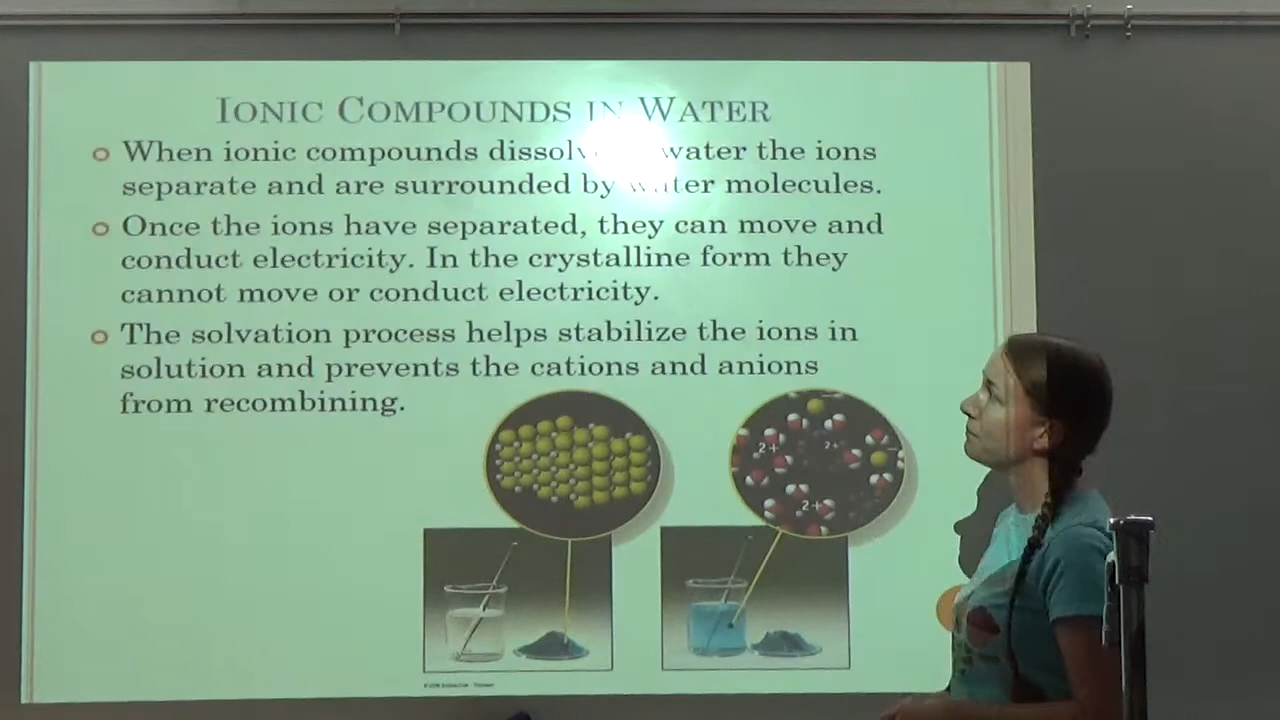 IONIC COMPOUNDS IN WATER
When ionic compounds dissolv water the ions
separate and are surrounded by water molecules.
Once the ions have separated, they can move and
conduct electricity. In the crystalline form they
cannot move or conduct electricity.
The solvation process helps stabilize the ions in
solution and prevents the cations and anions
from recombining.
2+
2+
2+